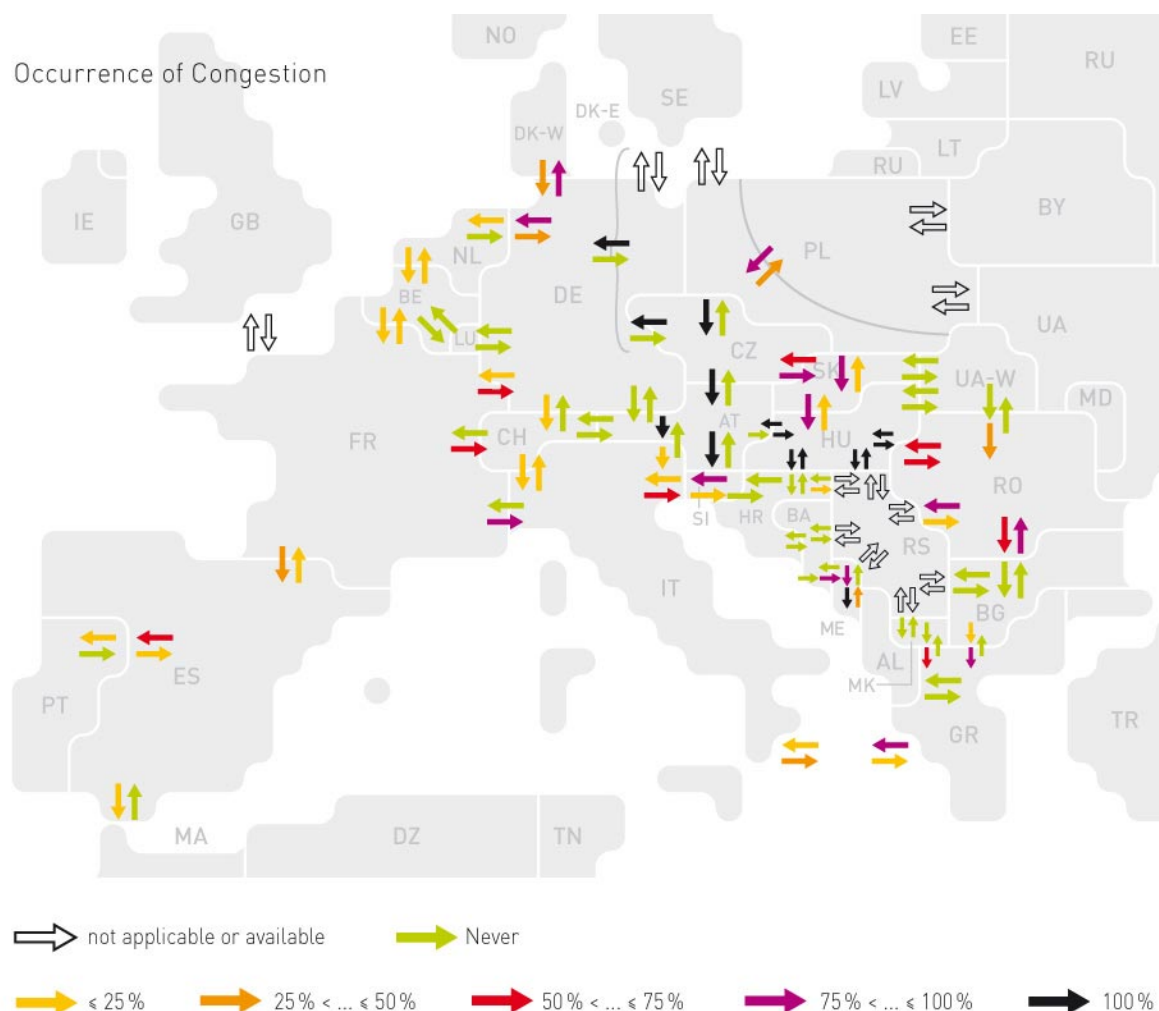 NO
EE
RU
Occurrence of Congestion
SE
LV
DK-E
DK-W
LT
RU
IE
GB
BY
NL
PL
BE
DE
LU
UA
CZ
SK
UA-W
MD
FR
CH
AT
HU
RO
SI
HR
BA
RS
IT
BG
ME
AL
ES
MK
PT
GR
TR
MA
DZ
TN
not applicable or available
Never
≤ 25 %
25 % < ... ≤ 50 %
50 % < ... ≤ 75 %
75 % < ... ≤ 100 %
100 %